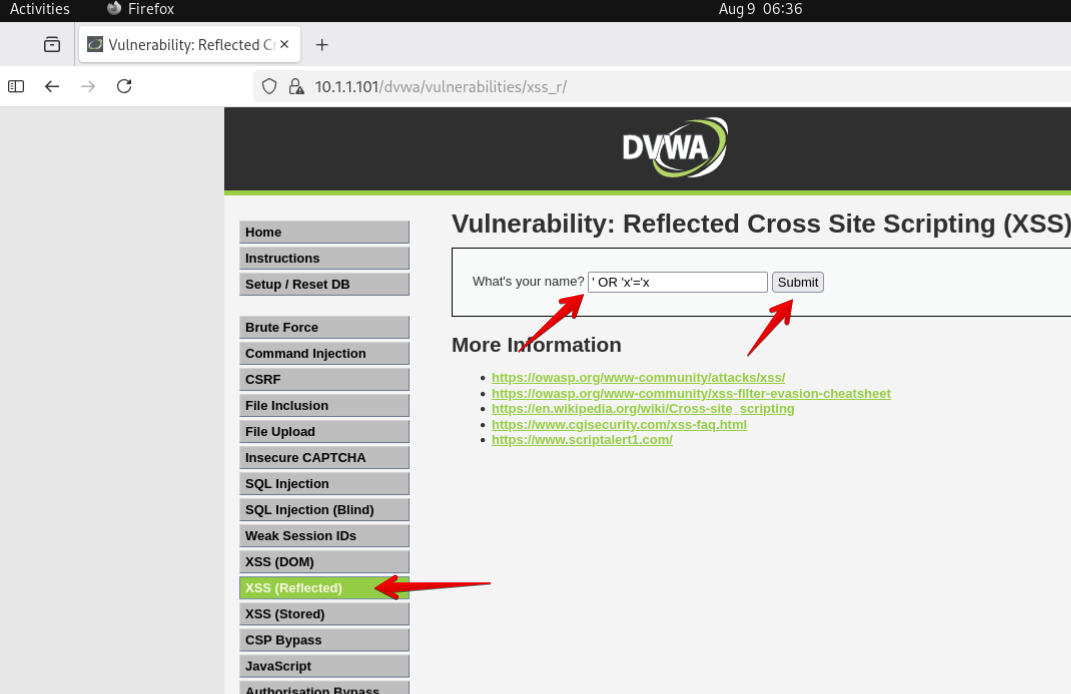 Activities Firefox Aug 9 06:36
Vulnerability: Reflected Cr
10.1.1.101/dvwa/vulnerabilities/xss_r/
DVWA
Vulnerability: Reflected Cross Site Scripting (XSS)
Home
Instructions
Setup / Reset DB
Brute Force
Command Injection
CSRF
File Inclusion
File Upload
Insecure CAPTCHA
SQL Injection
SQL Injection (Blind)
Weak Session IDs
XSS (DOM)
XSS (Reflected)
XSS (Stored)
CSP Bypass
JavaScript
Authorisation Bypass
What's your name? ' OR 'x'='x Submit
More Information
https://owasp.org/www-community/attacks/xss/
https://owasp.org/www-community/xss-filter-evasion-cheatsheet
https://en.wikipedia.org/wiki/Cross-site_scripting
https://www.cgisecurity.com/xss-faq.html
https://www.scriptalert1.com/